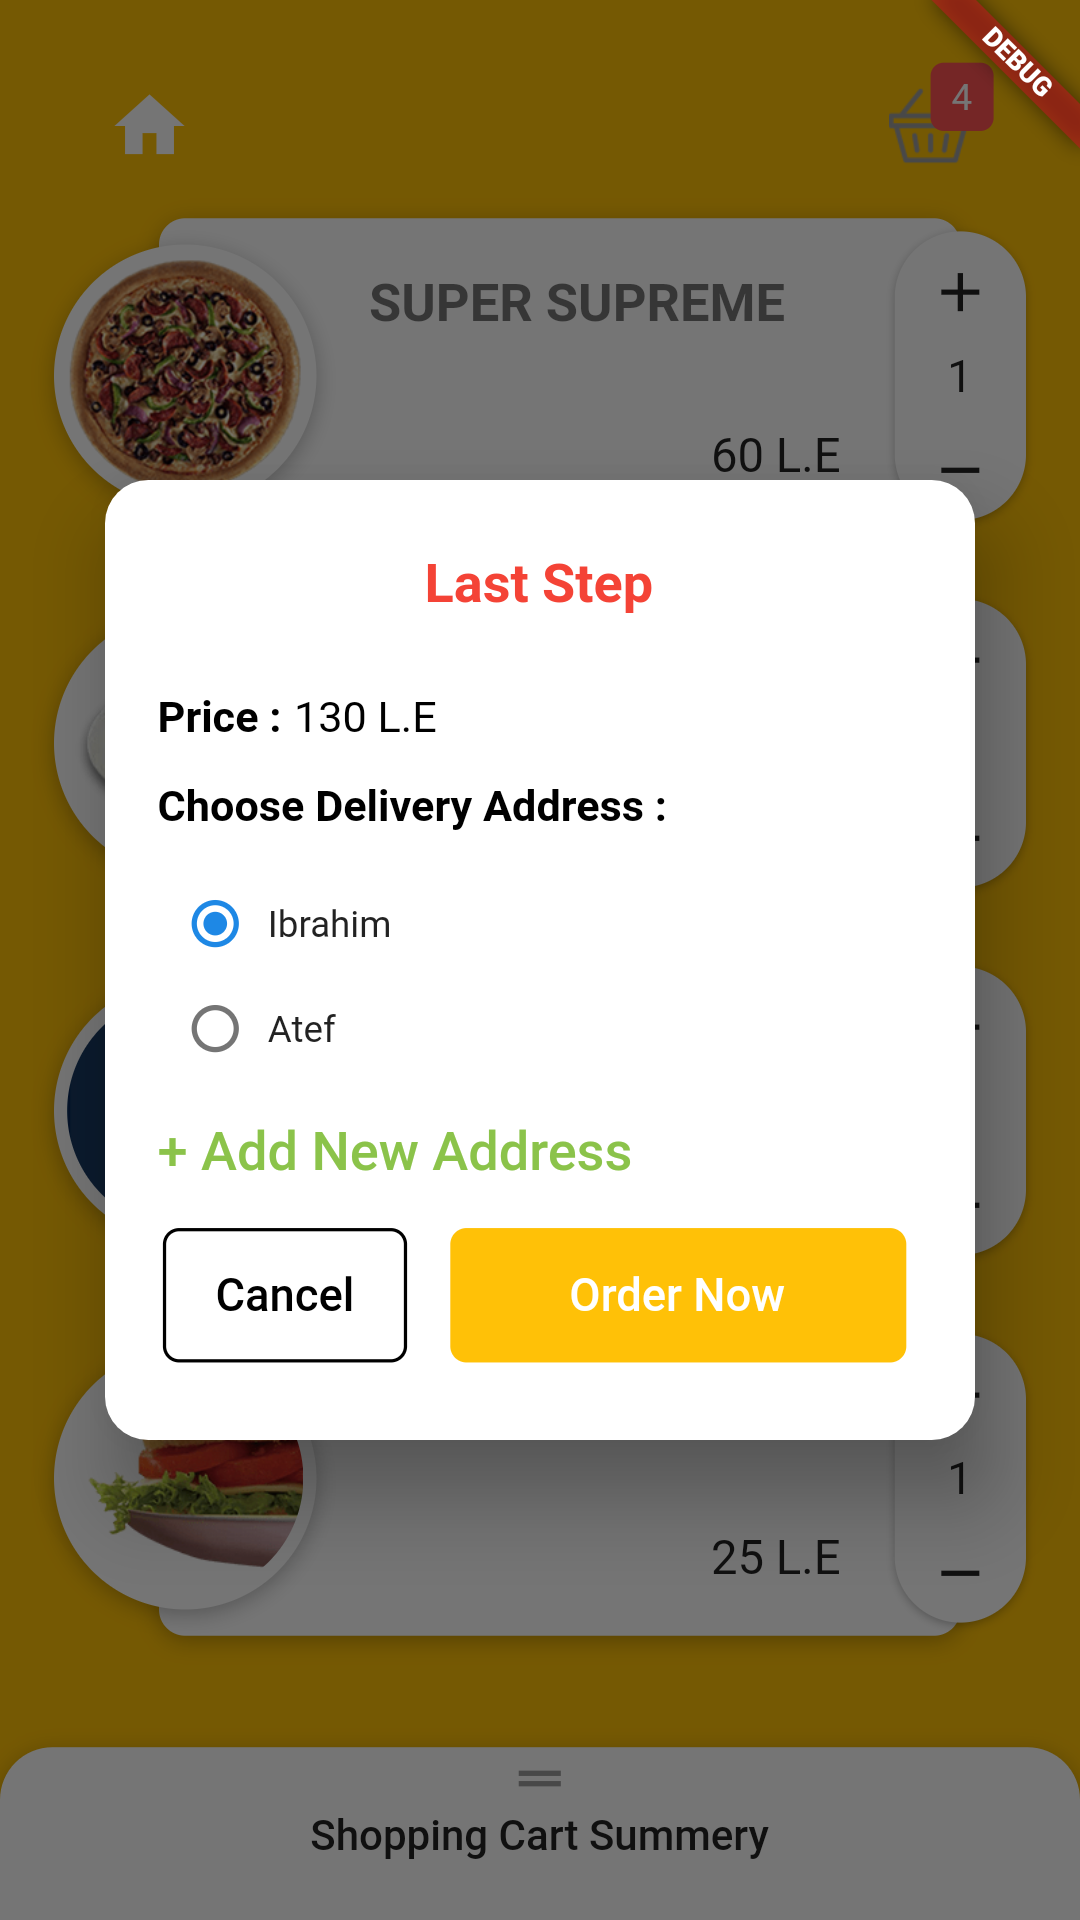 DEBUG
4
SUPER SUPREME
+
1
60 L.E
−
Last Step
Price : 130 L.E
Choose Delivery Address :
Ibrahim
Atef
+ Add New Address
Cancel
Order Now
1
25 L.E
−
Shopping Cart Summery